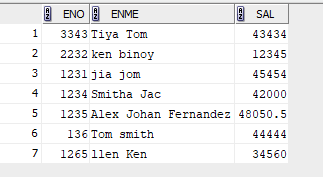 ENO ENME SAL
1 3343 Tiya Tom 43434
2 2232 ken binoy 12345
3 1231 jia jom 45454
4 1234 Smitha Jac 42000
5 1235 Alex Johan Fernandez 48050.5
6 136 Tom smith 44444
7 1265 llen Ken 34560